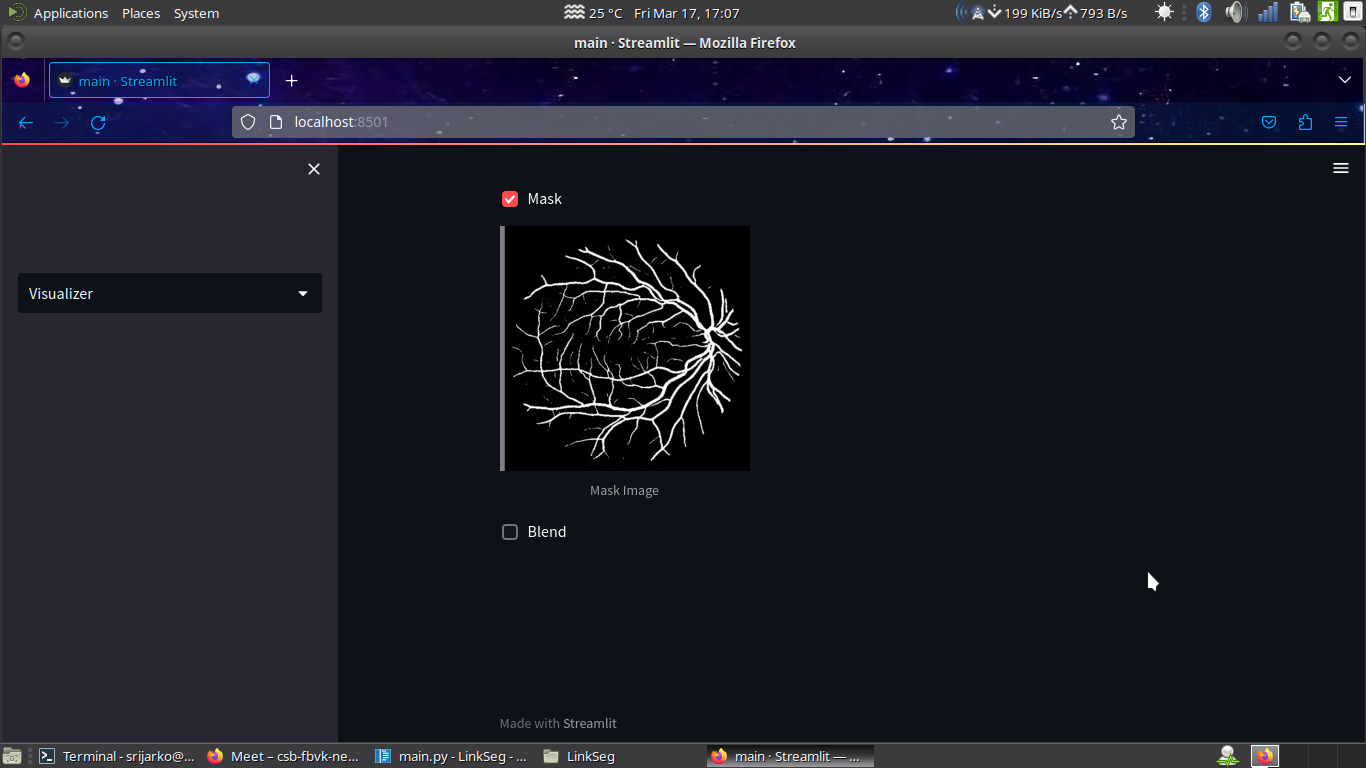 Applications Places System 25 °C Fri Mar 17, 17:07 199 KiB/s 793 B/s
main · Streamlit — Mozilla Firefox
main · Streamlit
localhost:8501
Mask
Visualizer
Mask Image
Blend
Made with Streamlit
Terminal - srijarko@... Meet – csb-fbvk-ne... main.py - LinkSeg - ... LinkSeg main · Streamlit — ...